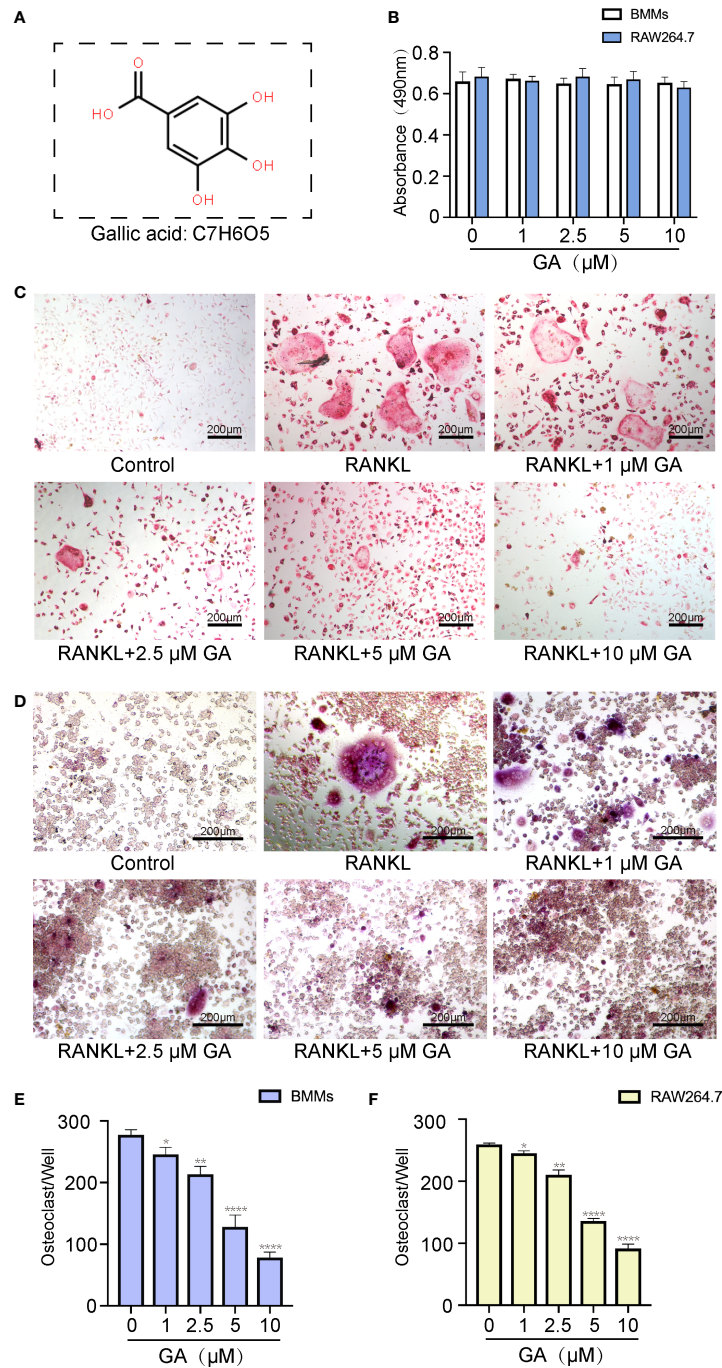 A
O
HO
OH
OH
OH
Gallic acid: C7H6O5
B
BMMs
RAW264.7
Absorbance (490nm)
0.8
0.6
0.4
0.2
0
0 1 2.5 5 10
GA （μM）
C
200μm
200μm
200μm
Control
RANKL
RANKL+1 μM GA
200μm
200μm
200μm
RANKL+2.5 μM GA
RANKL+5 μM GA
RANKL+10 μM GA
D
200μm
200μm
200μm
Control
RANKL
RANKL+1 μM GA
200μm
200μm
200μm
RANKL+2.5 μM GA
RANKL+5 μM GA
RANKL+10 μM GA
E
BMMs
Osteoclast/Well
300
200
100
0
* ** **** ****
0 1 2.5 5 10
GA （μM）
F
RAW264.7
Osteoclast/Well
300
200
100
0
* ** **** ****
0 1 2.5 5 10
GA （μM）